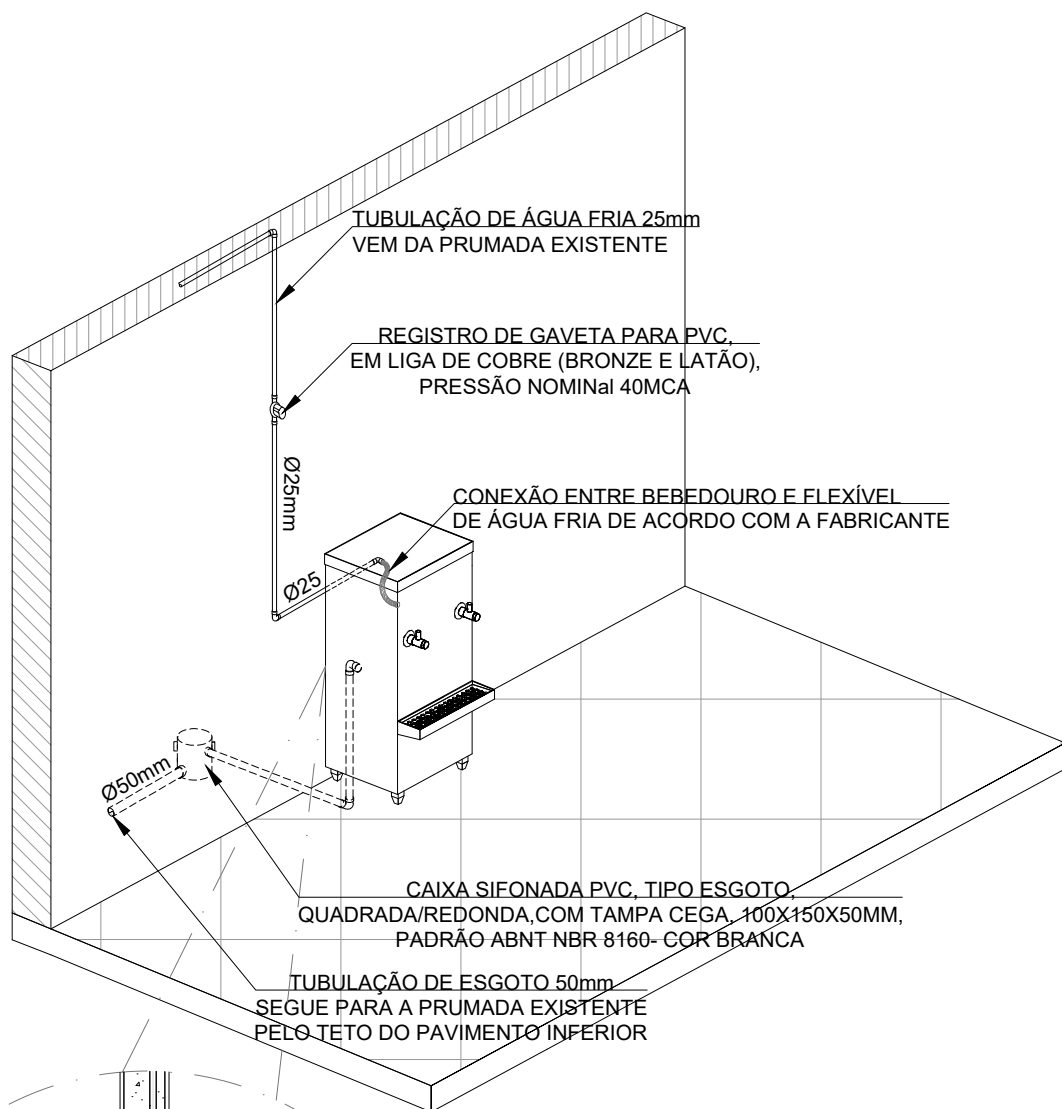 TUBULAÇÃO DE ÁGUA FRIA 25mm
VEM DA PRUMADA EXISTENTE
REGISTRO DE GAVETA PARA PVC,
EM LIGA DE COBRE (BRONZE E LATÃO),
PRESSÃO NOMINal 40MCA
Ø25mm
CONEXÃO ENTRE BEBEDOURO E FLEXÍVEL
DE ÁGUA FRIA DE ACORDO COM A FABRICANTE
Ø25
Ø50mm
CAIXA SIFONADA PVC, TIPO ESGOTO,
QUADRADA/REDONDA,COM TAMPA CEGA, 100X150X50MM,
PADRÃO ABNT NBR 8160- COR BRANCA
TUBULAÇÃO DE ESGOTO 50mm
SEGUE PARA A PRUMADA EXISTENTE
PELO TETO DO PAVIMENTO INFERIOR